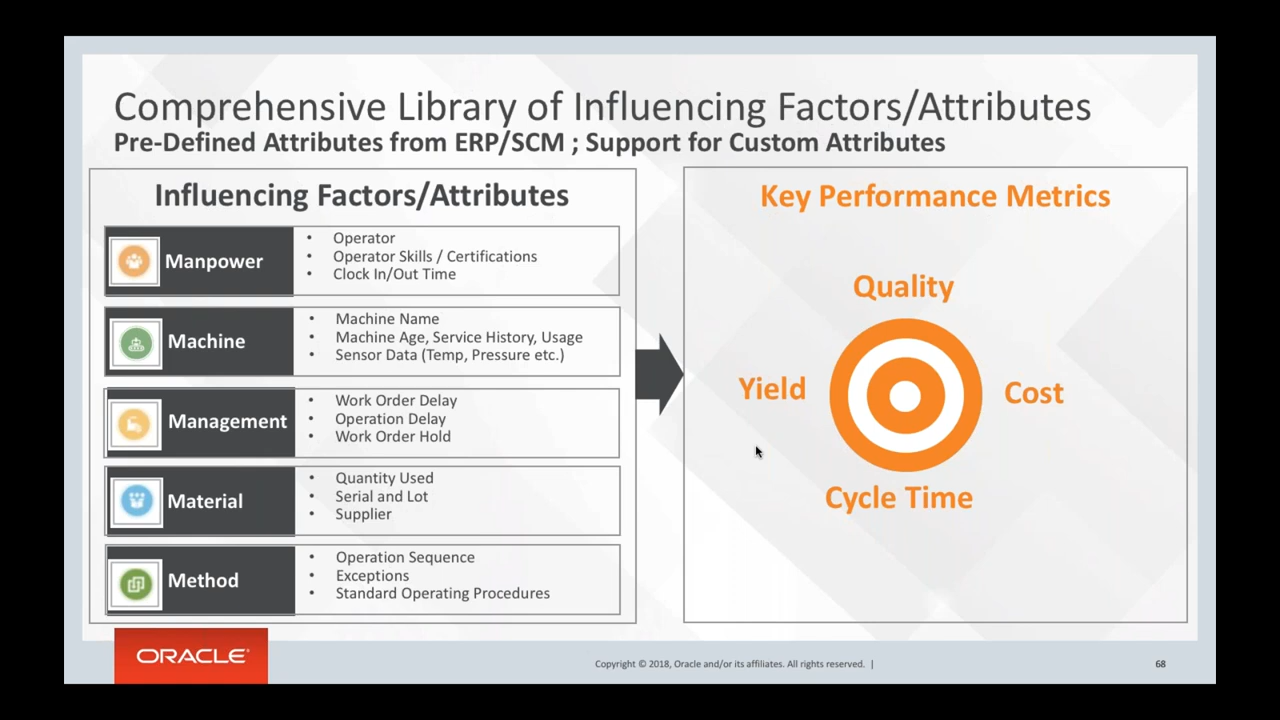 Comprehensive Library of Influencing Factors/Attributes
Pre-Defined Attributes from ERP/SCM ; Support for Custom Attributes
Influencing Factors/Attributes
Manpower
• Operator
• Operator Skills / Certifications
• Clock In/Out Time
Machine
• Machine Name
• Machine Age, Service History, Usage
• Sensor Data (Temp, Pressure etc.)
Management
• Work Order Delay
• Operation Delay
• Work Order Hold
Material
• Quantity Used
• Serial and Lot
• Supplier
Method
• Operation Sequence
• Exceptions
• Standard Operating Procedures
Key Performance Metrics
Quality
Yield
Cost
Cycle Time
ORACLE®
Copyright © 2018, Oracle and/or its affiliates. All rights reserved. |
68